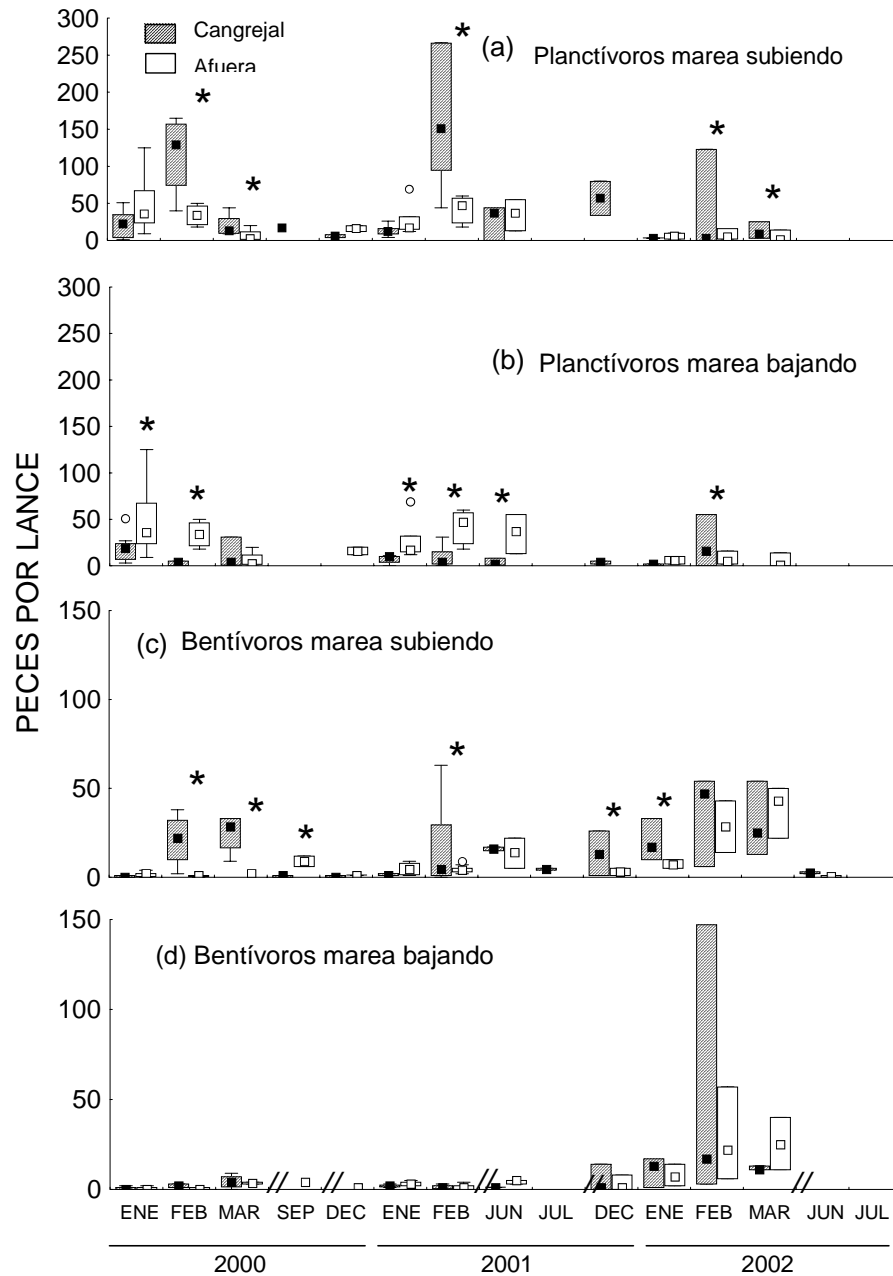 PECES POR LANCE
300
250
200
150
100
50
0
Cangrejal
Afuera
(a) Planctívoros marea subiendo
* * * * *
300
250
200
150
100
50
0
(b) Planctívoros marea bajando
* * * * * *
150
100
50
0
(c) Bentívoros marea subiendo
* * * * * *
150
100
50
0
(d) Bentívoros marea bajando
// // // // //
ENE FEB MAR SEP DEC ENE FEB JUN JUL DEC ENE FEB MAR JUN JUL
2000 2001 2002